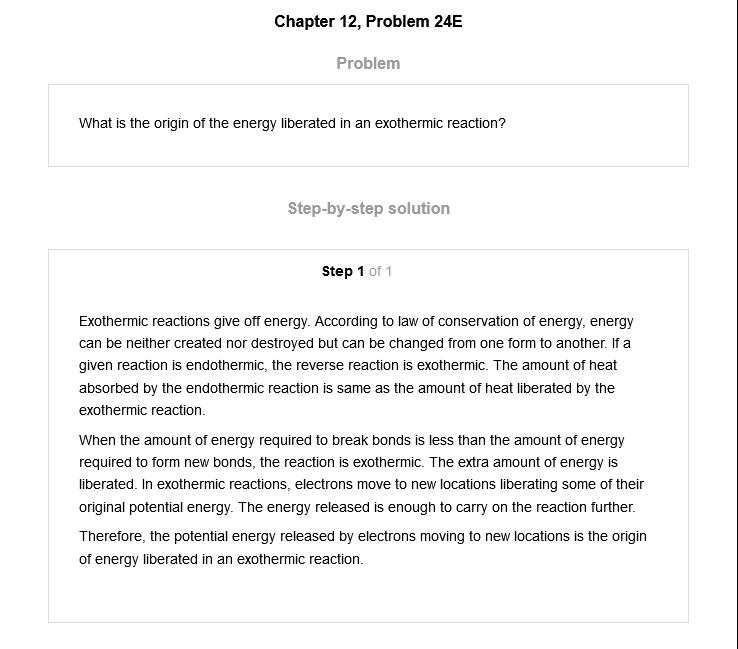 Chapter 12, Problem 24E
Problem
What is the origin of the energy liberated in an exothermic reaction?
Step-by-step solution
Step 1 of 1
Exothermic reactions give off energy. According to law of conservation of energy, energy
can be neither created nor destroyed but can be changed from one form to another. If a
given reaction is endothermic, the reverse reaction is exothermic. The amount of heat
absorbed by the endothermic reaction is same as the amount of heat liberated by the
exothermic reaction.
When the amount of energy required to break bonds is less than the amount of energy
required to form new bonds, the reaction is exothermic. The extra amount of energy is
liberated. In exothermic reactions, electrons move to new locations liberating some of their
original potential energy. The energy released is enough to carry on the reaction further.
Therefore, the potential energy released by electrons moving to new locations is the origin
of energy liberated in an exothermic reaction.